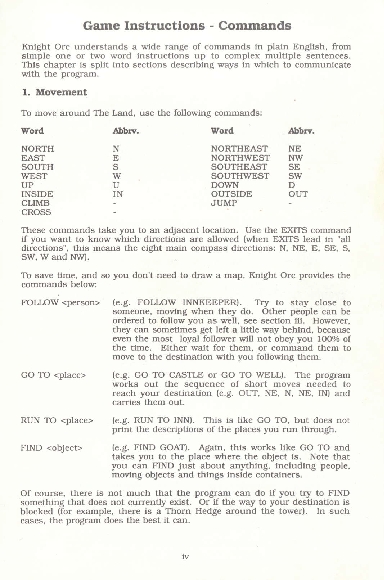 Game Instructions - Commands
Knight Orc understands a wide range of commands in plain English, from
simple one or two word instructions up to complex multiple sentences.
This chapter is split into sections describing ways in which to communicate
with the program.
1. Movement
To move around The Land, use the following commands:
Word Abbrv. Word Abbrv.
NORTH N NORTHEAST NE
EAST E NORTHWEST NW
SOUTH S SOUTHEAST SE
WEST W SOUTHWEST SW
UP U DOWN D
INSIDE IN OUTSIDE OUT
CLIMB - JUMP -
CROSS -
These commands take you to an adjacent location. Use the EXITS command
if you want to know which directions are allowed (when EXITS lead in "all
directions", this means the eight main compass directions: N, NE, E, SE, S,
SW, W and NW).
To save time, and so you don't need to draw a map, Knight Orc provides the
commands below:
FOLLOW <person> (e.g. FOLLOW INNKEEPER). Try to stay close to
someone, moving when they do. Other people can be
ordered to follow you as well, see section iii. However,
they can sometimes get left a little way behind, because
even the most loyal follower will not obey you 100% of
the time. Either wait for them, or command them to
move to the destination with you following them.
GO TO <place> (e.g. GO TO CASTLE or GO TO WELL). The program
works out the sequence of short moves needed to
reach your destination (e.g. OUT, NE, N, NE, IN) and
carries them out.
RUN TO <place> (e.g. RUN TO INN). This is like GO TO, but does not
print the descriptions of the places you run through.
FIND <object> (e.g. FIND GOAT). Again, this works like GO TO and
takes you to the place where the object is. Note that
you can FIND just about anything, including people,
moving objects and things inside containers.
Of course, there is not much that the program can do if you try to FIND
something that does not currently exist. Or if the way to your destination is
blocked (for example, there is a Thorn Hedge around the tower). In such
cases, the program does the best it can.
iv